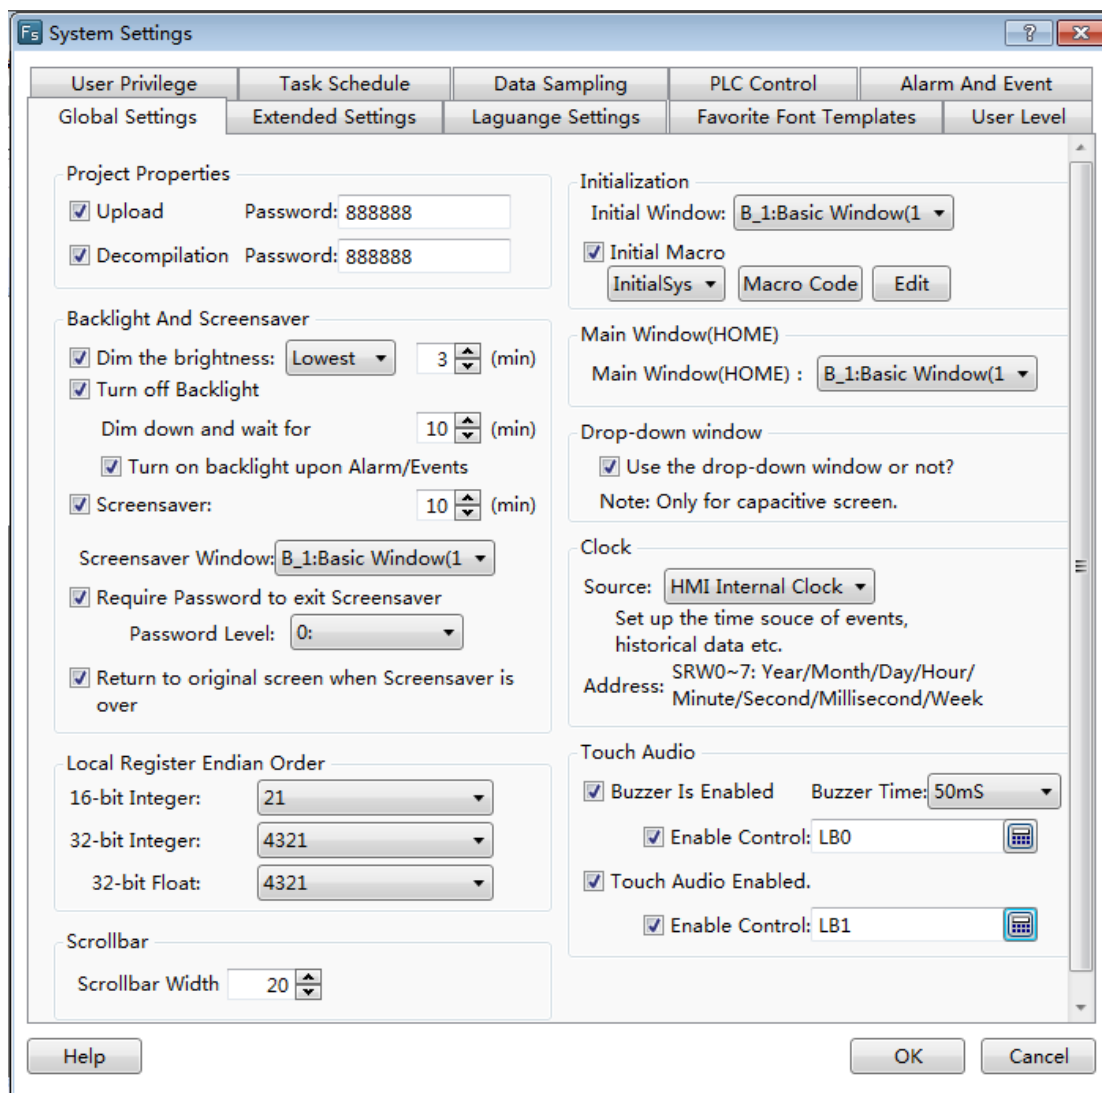 Fs System Settings
User Privilege Task Schedule Data Sampling PLC Control Alarm And Event
Global Settings Extended Settings Laguange Settings Favorite Font Templates User Level
Project Properties
Upload Password: 888888
Decompilation Password: 888888
Backlight And Screensaver
Dim the brightness: Lowest 3 (min)
Turn off Backlight
Dim down and wait for 10 (min)
Turn on backlight upon Alarm/Events
Screensaver: 10 (min)
Screensaver Window: B_1:Basic Window(1
Require Password to exit Screensaver
Password Level: 0:
Return to original screen when Screensaver is
over
Local Register Endian Order
16-bit Integer: 21
32-bit Integer: 4321
32-bit Float: 4321
Scrollbar
Scrollbar Width 20
Initialization
Initial Window: B_1:Basic Window(1
Initial Macro
InitialSys Macro Code Edit
Main Window(HOME)
Main Window(HOME) : B_1:Basic Window(1
Drop-down window
Use the drop-down window or not?
Note: Only for capacitive screen.
Clock
Source: HMI Internal Clock
Set up the time souce of events,
historical data etc.
Address: SRW0~7: Year/Month/Day/Hour/
Minute/Second/Millisecond/Week
Touch Audio
Buzzer Is Enabled Buzzer Time: 50mS
Enable Control: LB0
Touch Audio Enabled.
Enable Control: LB1
Help OK Cancel